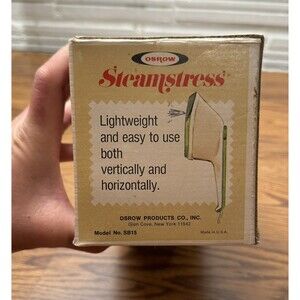 OSROW
Steamstress
Lightweight
and easy to use
both
vertically and
horizontally.
OSROW PRODUCTS CO., INC.
Glen Cove, New York 11542
Model No. SB15
Made in U.S.A.